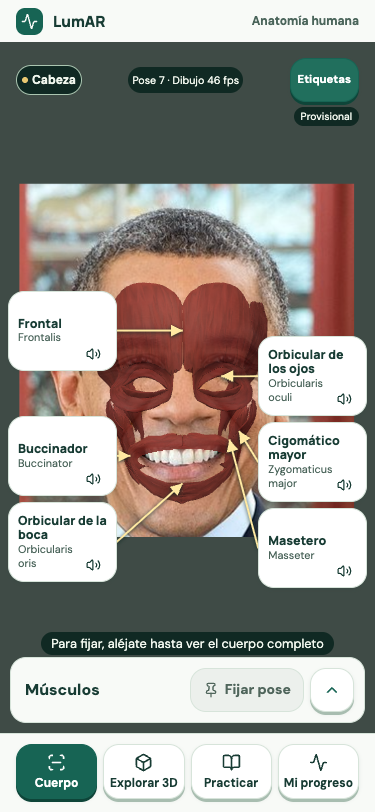 LumAR
Anatomía humana
Cabeza
Pose 7 · Dibujo 46 fps
Etiquetas
Provisional
Frontal
Frontalis
Orbicular de
los ojos
Orbicularis
oculi
Buccinador
Buccinator
Cigomático
mayor
Zygomaticus
major
Orbicular de la
boca
Orbicularis
oris
Masetero
Masseter
Para fijar, aléjate hasta ver el cuerpo completo
Músculos
Fijar pose
Cuerpo
Explorar 3D
Practicar
Mi progreso